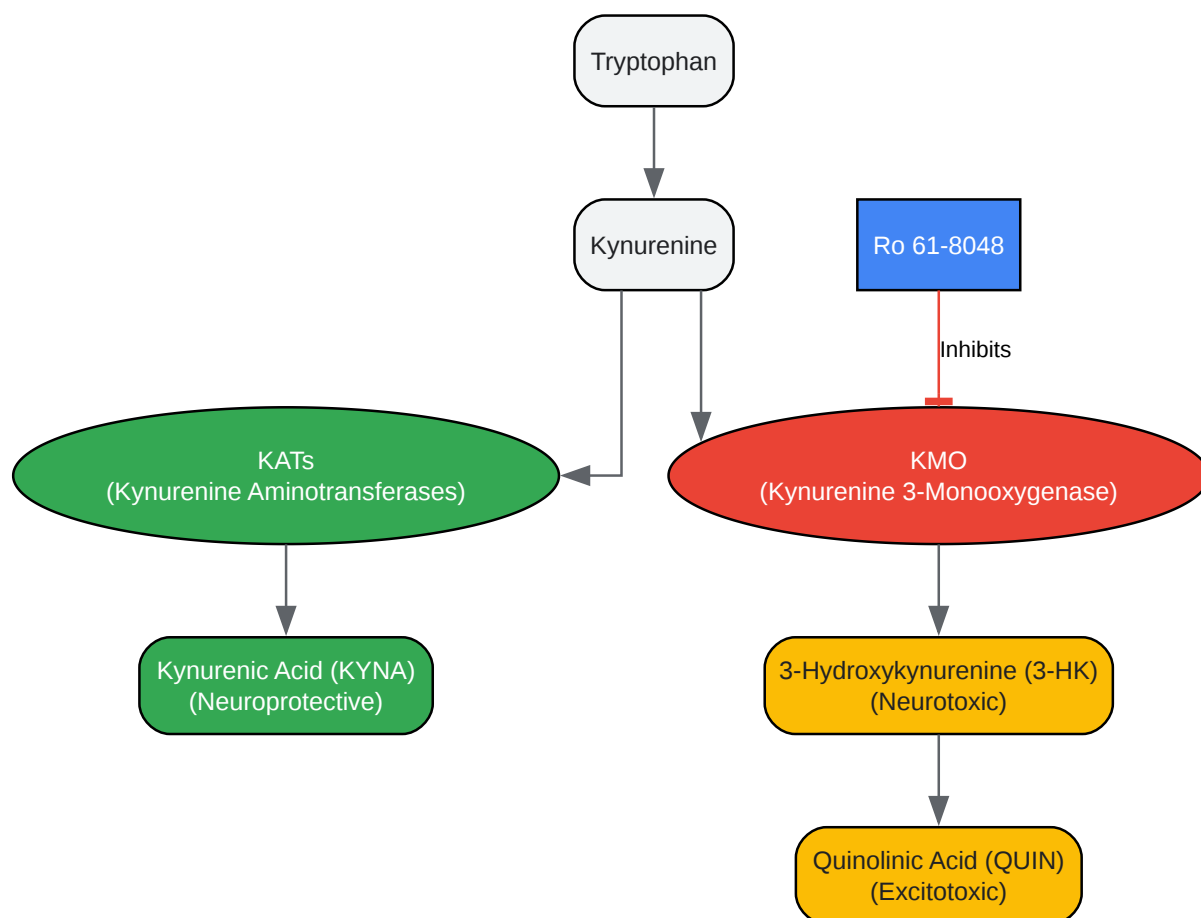 Tryptophan
Kynurenine
Ro 61-8048
Inhibits
KATs
(Kynurenine Aminotransferases)
KMO
(Kynurenine 3-Monooxygenase)
Kynurenic Acid (KYNA)
(Neuroprotective)
3-Hydroxykynurenine (3-HK)
(Neurotoxic)
Quinolinic Acid (QUIN)
(Excitotoxic)